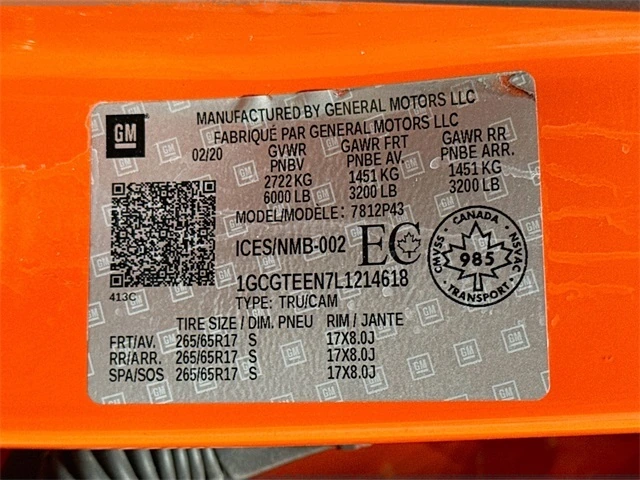 GM
MANUFACTURED BY GENERAL MOTORS LLC
FABRIQUÉ PAR GENERAL MOTORS LLC
02/20 GVWR GAWR FRT GAWR RR
PNBV PNBE AV. PNBE ARR.
2722 KG 1451 KG 1451 KG
6000 LB 3200 LB 3200 LB
MODEL/MODÈLE: 7812P43
ICES/NMB-002 EC
CANADA
CMVSS 985 NSVAC
TRANSPORT
413C
1GCGTEEN7L1214618
TYPE: TRU/CAM
TIRE SIZE / DIM. PNEU RIM / JANTE
FRT/AV. 265/65R17 S 17X8.0J
RR/ARR. 265/65R17 S 17X8.0J
SPA/SOS 265/65R17 S 17X8.0J